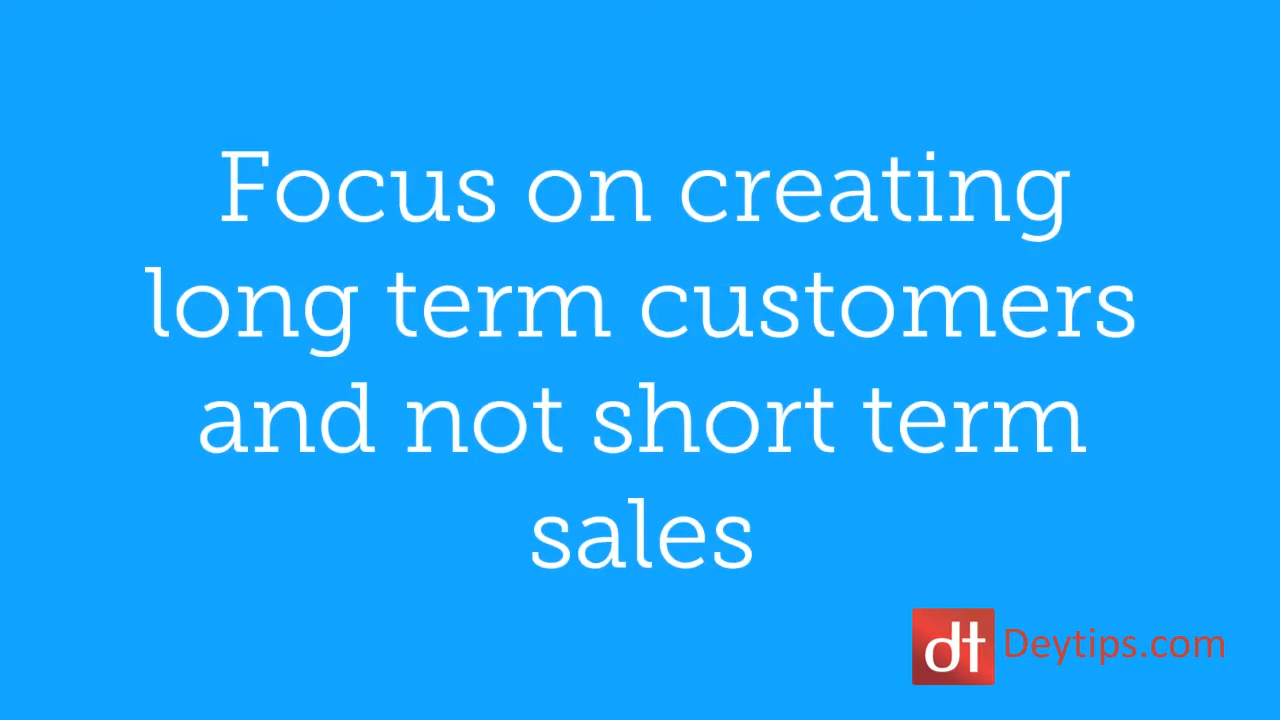 Focus on creating
long term customers
and not short term
sales
dt Deytips.com